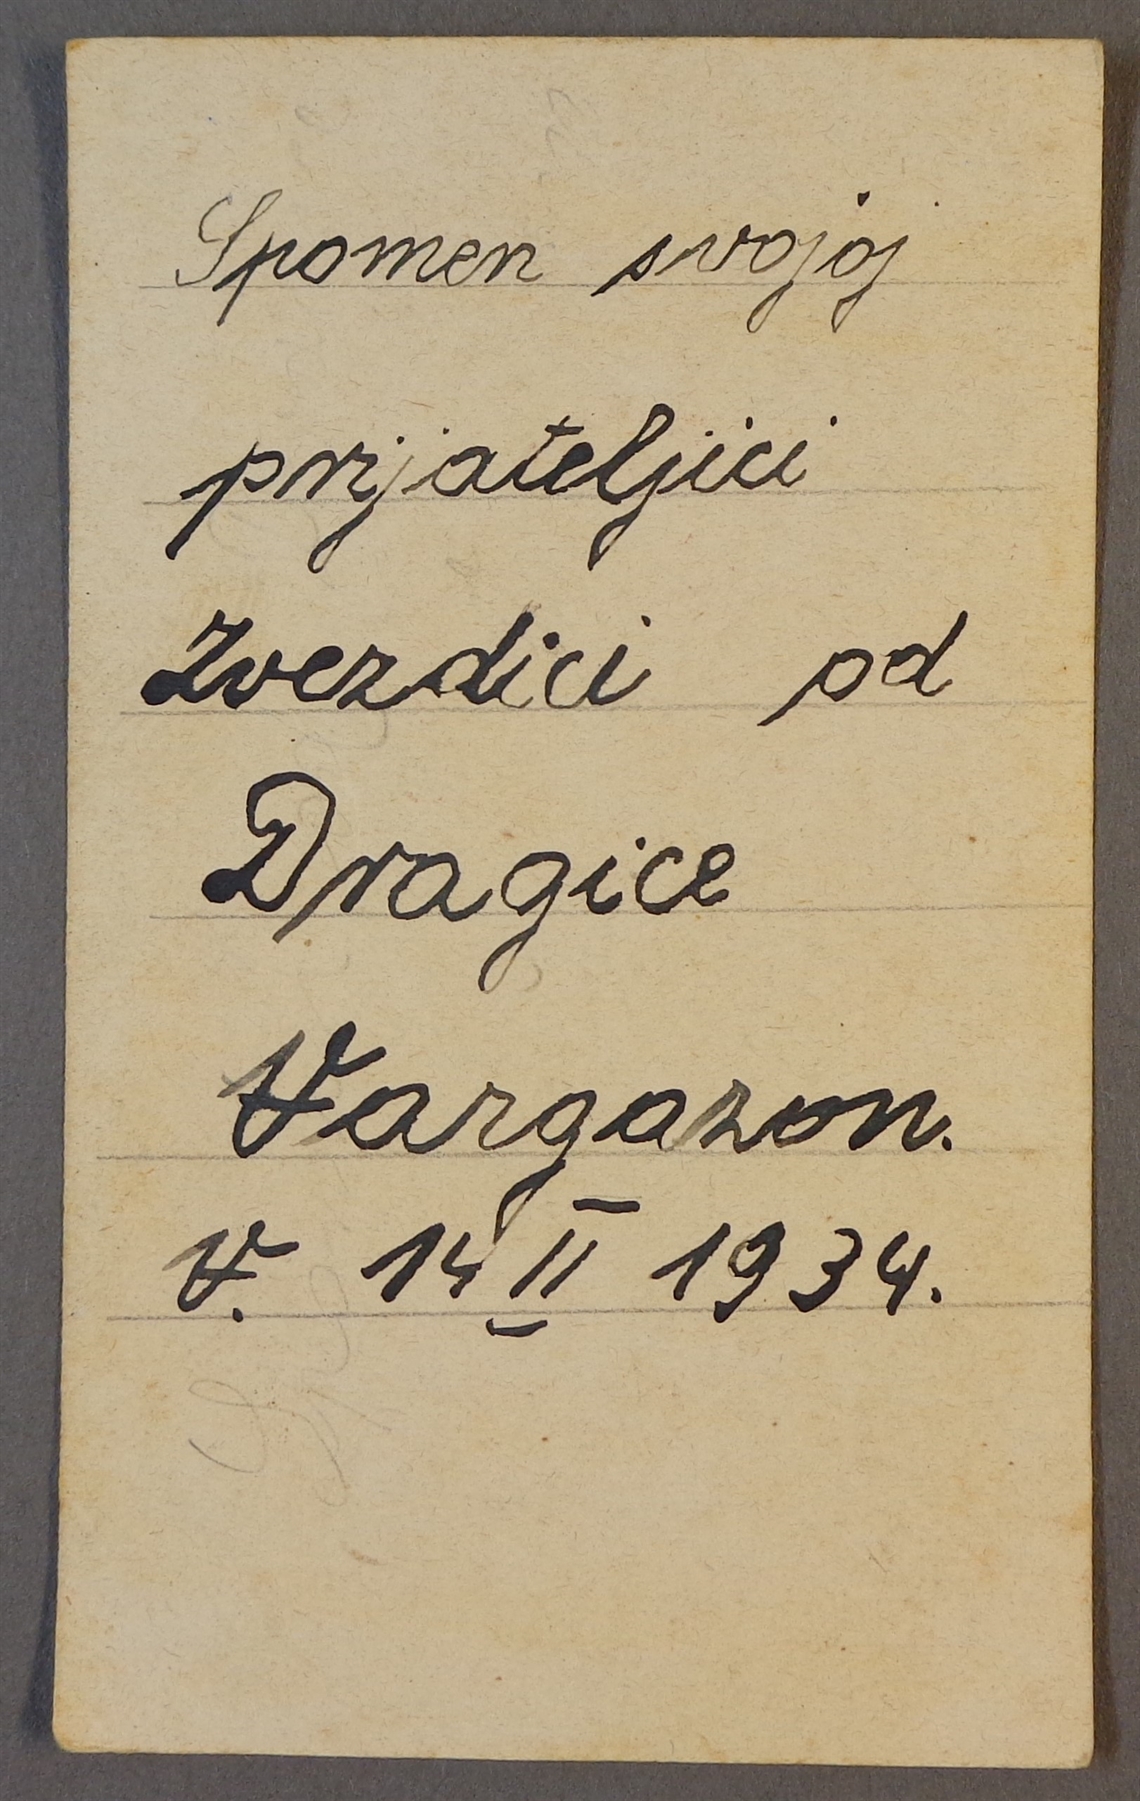 Spomen svojoj
prijateljici
Zvezdici od
Dragice
Vargazon.
V. 14 II 1934.